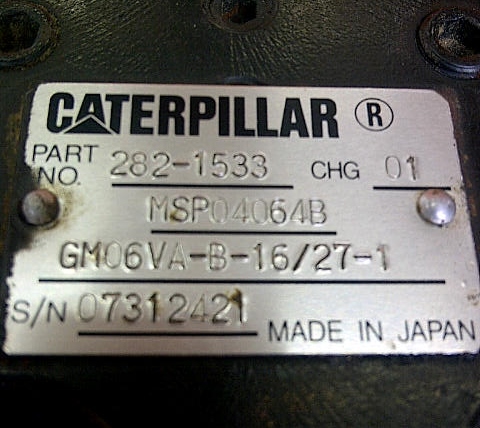 CATERPILLAR ®
PART NO. 282-1533 CHG 01
MSP04064B
GM06VA-B-16/27-1
S/N 07312421
MADE IN JAPAN